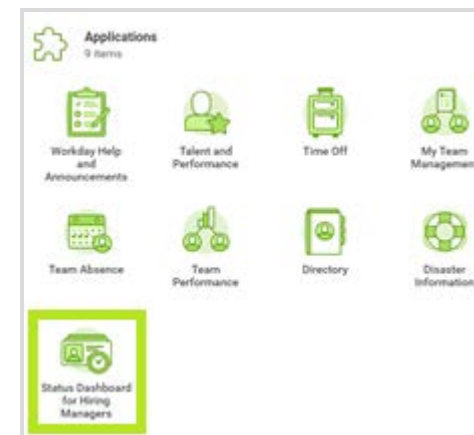 Applications
9 items
Workday Help
and
Announcements
Talent and
Performance
Time Off
My Team
Management
Team Absence
Team
Performance
Directory
Disaster
Information
Status Dashboard
for Hiring
Managers